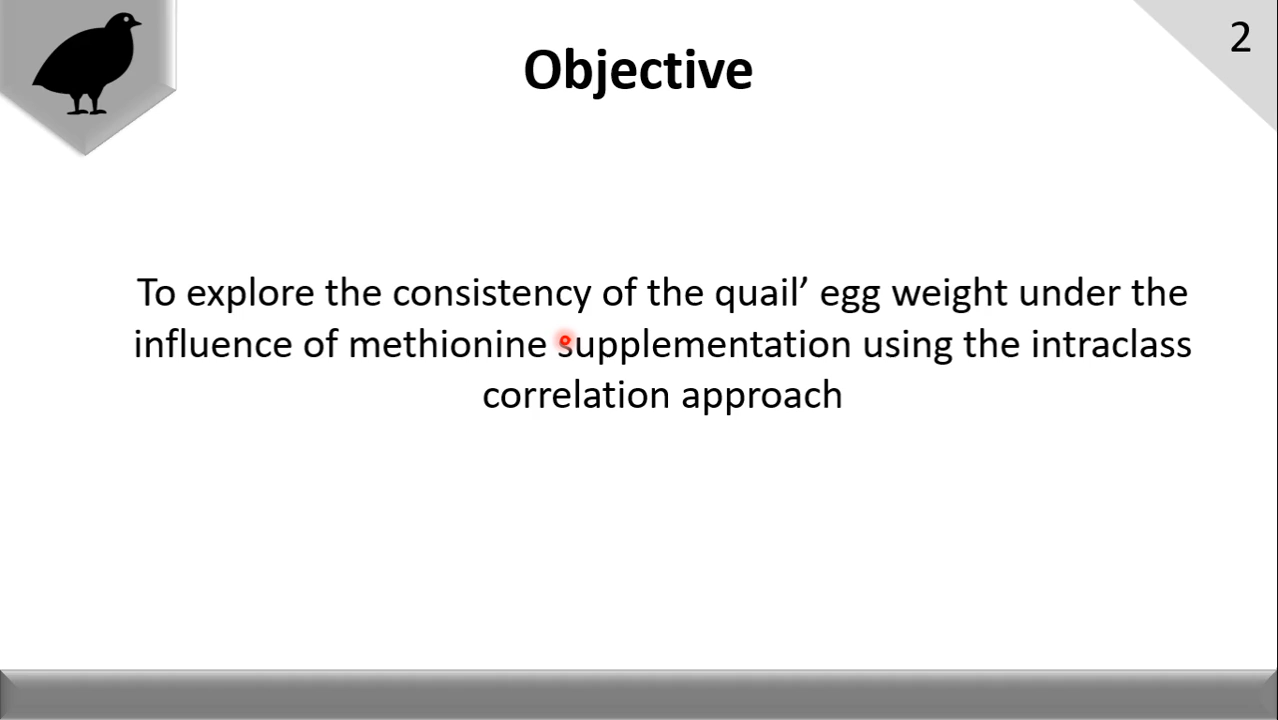 2
Objective
To explore the consistency of the quail’ egg weight under the
influence of methionine supplementation using the intraclass
correlation approach